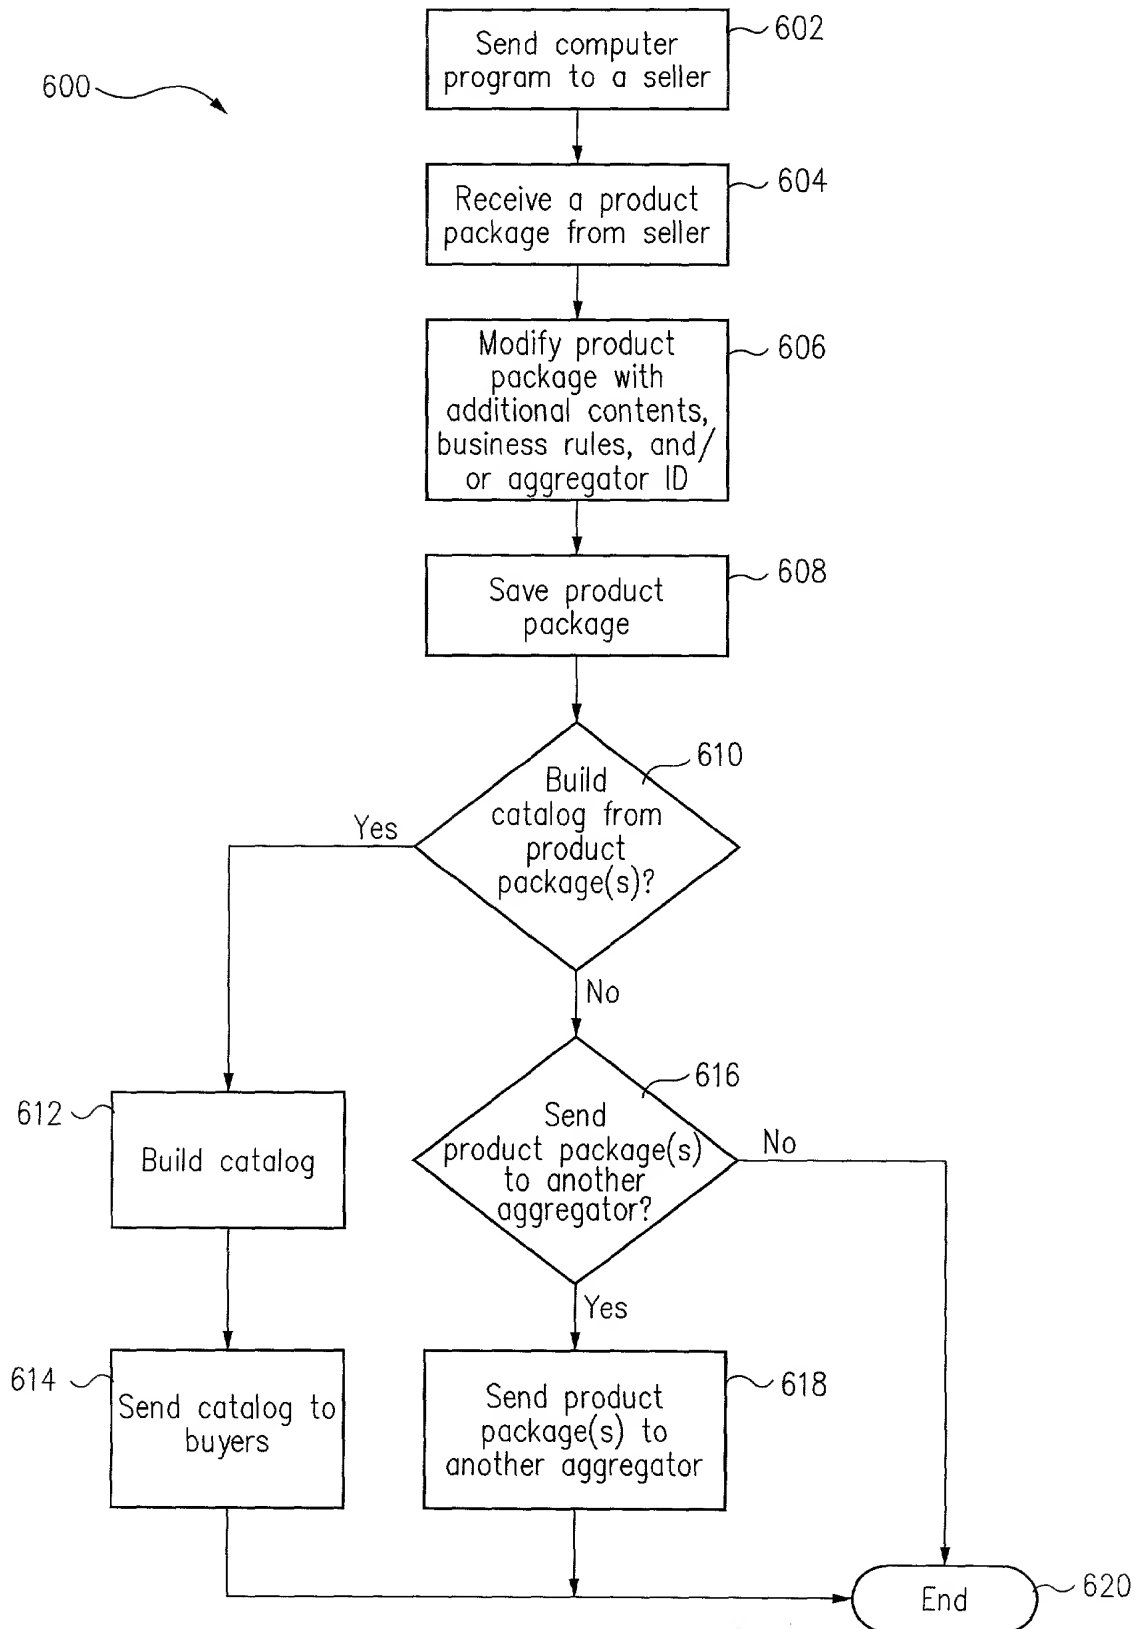 600
Send computer
program to a seller
602
Receive a product
package from seller
604
Modify product
package with
additional contents,
business rules, and/
or aggregator ID
606
Save product
package
608
Build
catalog from
product
package(s)?
610
Yes
No
612
Build catalog
614
Send catalog to
buyers
Send
product package(s)
to another
aggregator?
616
No
Yes
Send product
package(s) to
another aggregator
618
End
620